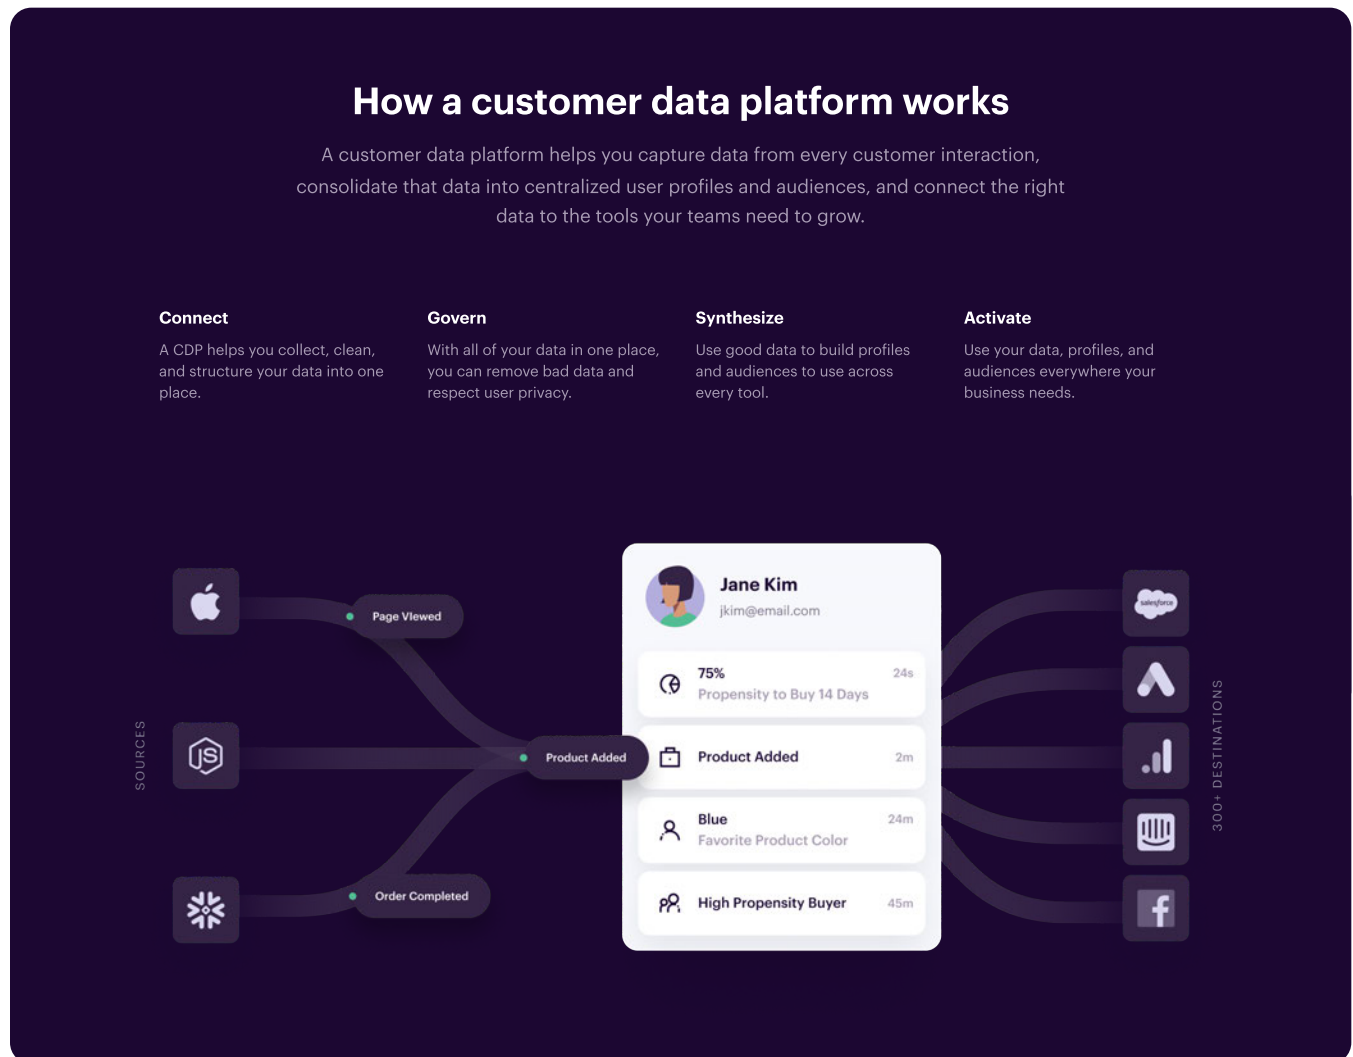 How a customer data platform works
A customer data platform helps you capture data from every customer interaction,
consolidate that data into centralized user profiles and audiences, and connect the right
data to the tools your teams need to grow.
Connect
A CDP helps you collect, clean,
and structure your data into one
place.
Govern
With all of your data in one place,
you can remove bad data and
respect user privacy.
Synthesize
Use good data to build profiles
and audiences to use across
every tool.
Activate
Use your data, profiles, and
audiences everywhere your
business needs.
SOURCES
JS
Page VIewed
Product Added
Order Completed
Jane Kim
jkim@email.com
75%
24s
Propensity to Buy 14 Days
Product Added
2m
Blue
24m
Favorite Product Color
High Propensity Buyer
45m
salesforce
f
300+ DESTINATIONS